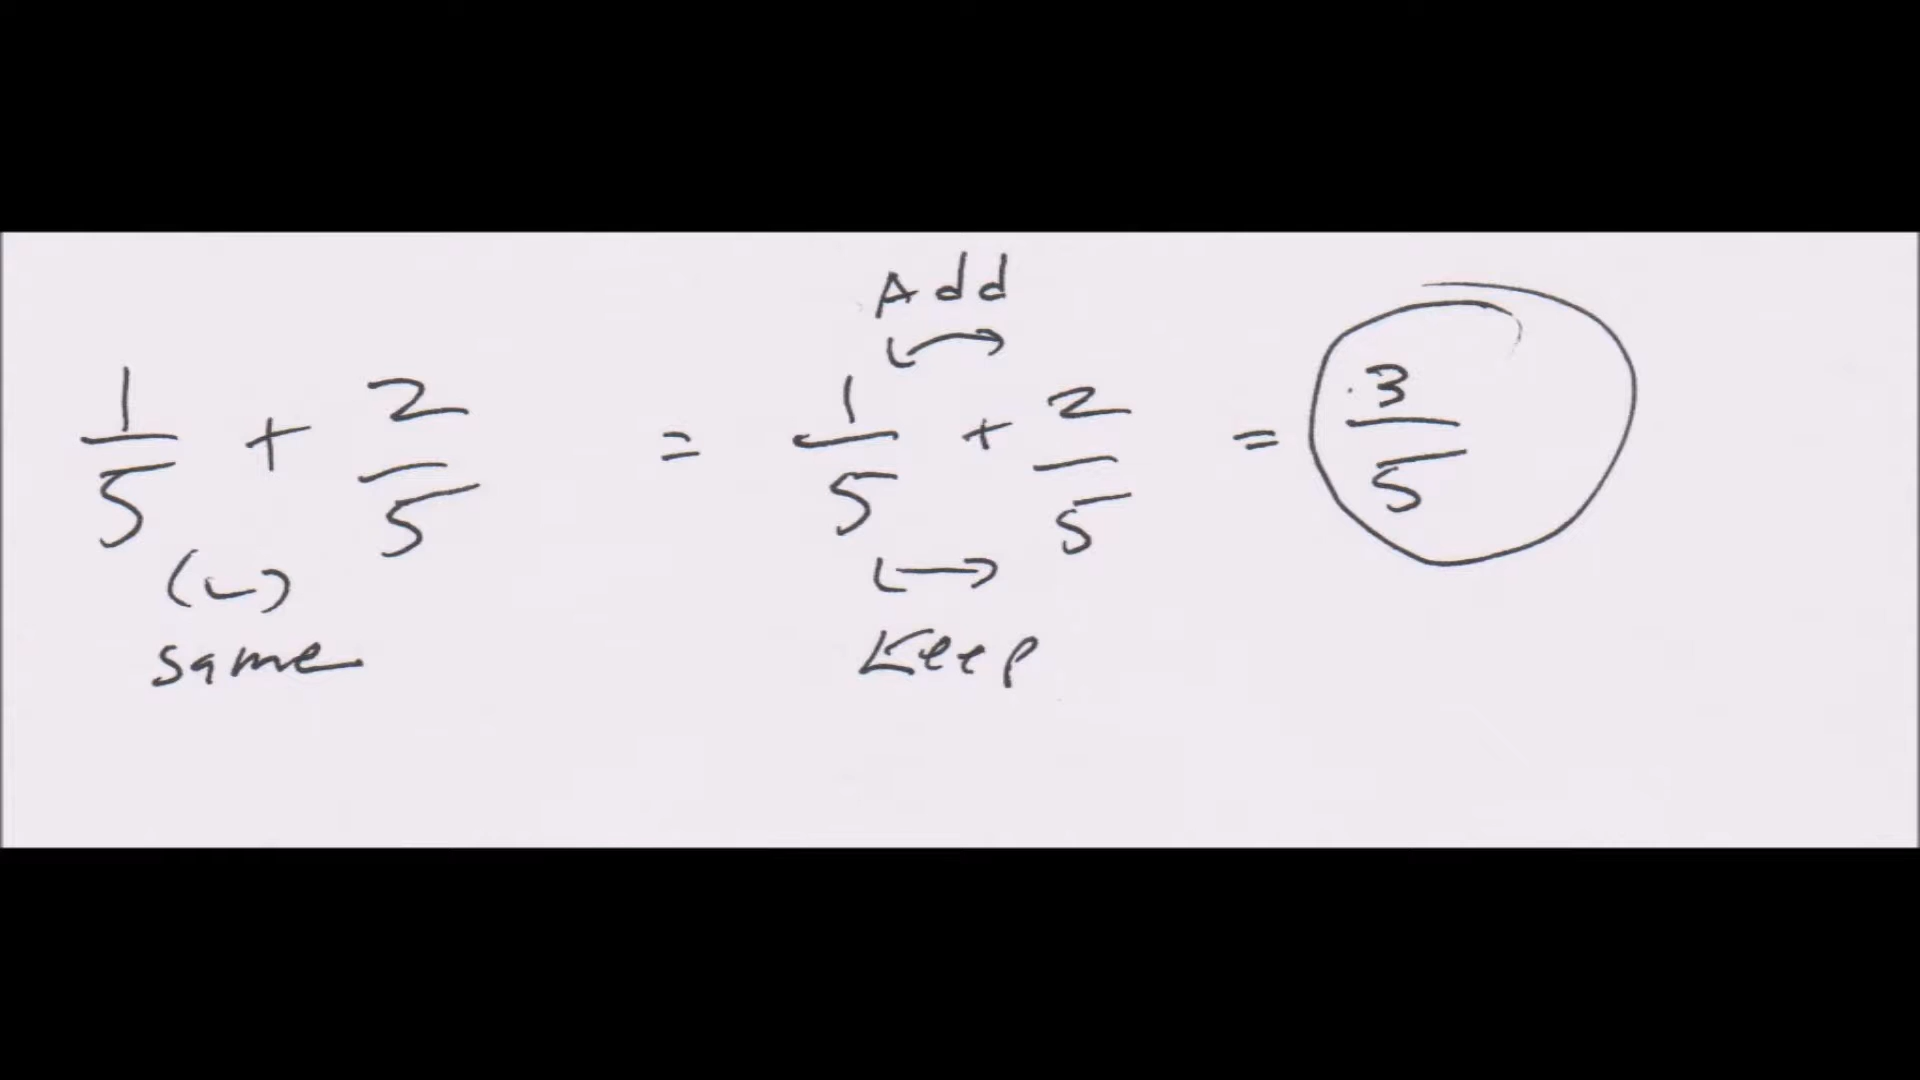 Add
1/5 + 2/5 = 1/5 + 2/5 = 3/5
same Keep